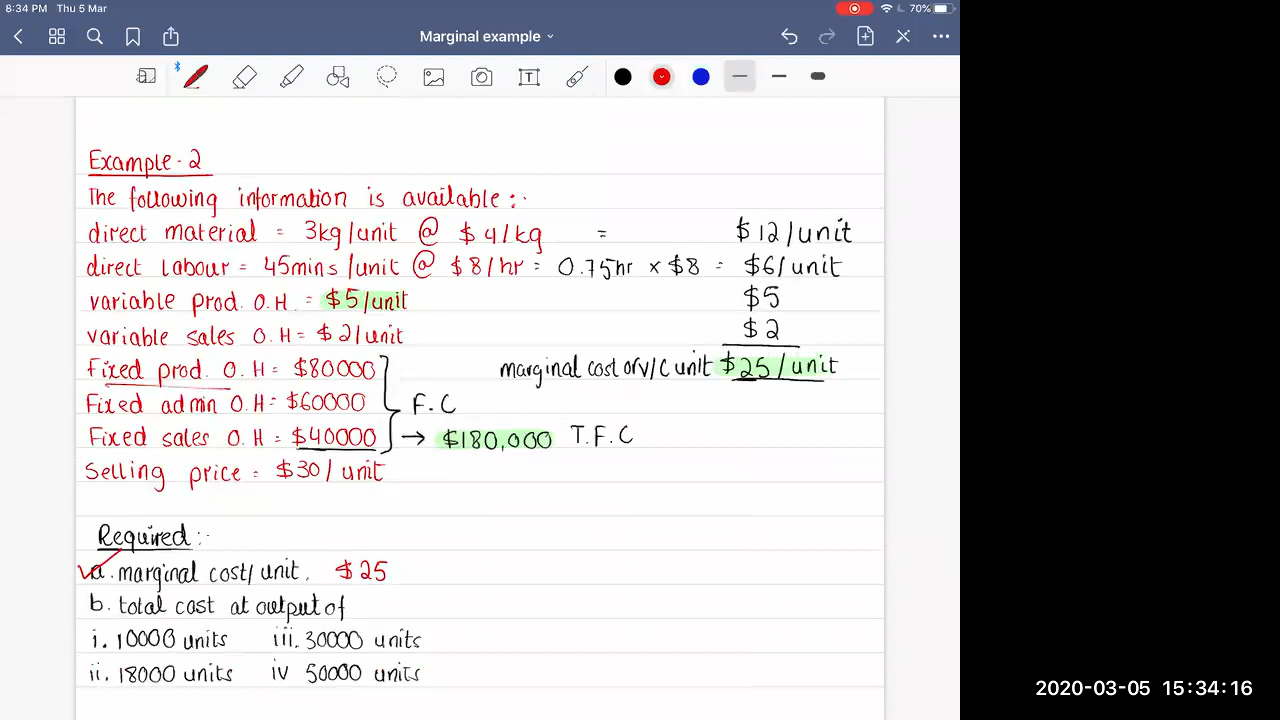 8:34 PM Thu 5 Mar
70%
Marginal example
Example-2
The following information is available :-
direct material = 3kg/unit @ $4/kg = $12/unit
direct labour = 45mins/unit @ $8/hr = 0.75hr × $8 = $6/unit
variable prod. O.H. = $5/unit $5
variable sales O.H = $2/unit $2
Fixed prod. O.H = $80000 marginal cost or v/c unit $25/unit
Fixed admin O.H = $60000 F.C
Fixed sales O.H = $40000 → $180,000 T.F.C
Selling price = $30/unit
Required :-
a. marginal cost/unit. $25
b. total cost at output of
i. 10000 units iii. 30000 units
ii. 18000 units iv 50000 units
2020-03-05 15:34:16